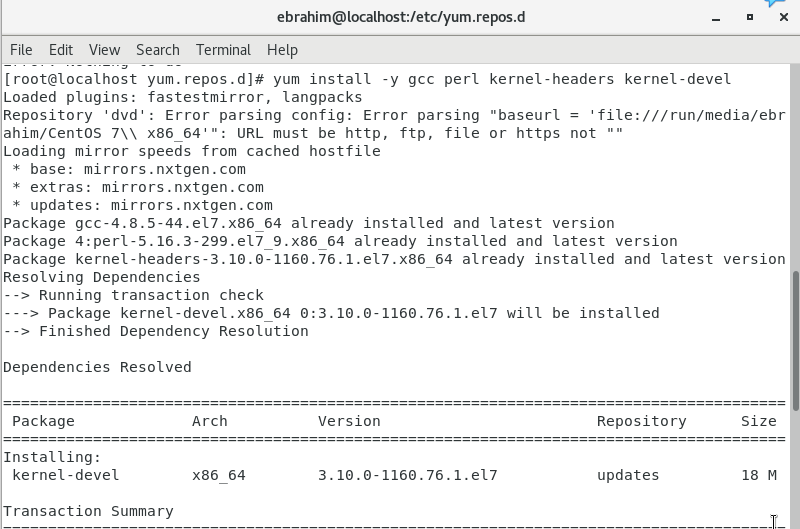 ebrahim@localhost:/etc/yum.repos.d
File Edit View Search Terminal Help
[root@localhost yum.repos.d]# yum install -y gcc perl kernel-headers kernel-devel
Loaded plugins: fastestmirror, langpacks
Repository 'dvd': Error parsing config: Error parsing "baseurl = 'file:///run/media/ebr
ahim/CentOS 7\\ x86_64'": URL must be http, ftp, file or https not ""
Loading mirror speeds from cached hostfile
 * base: mirrors.nxtgen.com
 * extras: mirrors.nxtgen.com
 * updates: mirrors.nxtgen.com
Package gcc-4.8.5-44.el7.x86_64 already installed and latest version
Package 4:perl-5.16.3-299.el7_9.x86_64 already installed and latest version
Package kernel-headers-3.10.0-1160.76.1.el7.x86_64 already installed and latest version
Resolving Dependencies
--> Running transaction check
---> Package kernel-devel.x86_64 0:3.10.0-1160.76.1.el7 will be installed
--> Finished Dependency Resolution
Dependencies Resolved
=======================================================================================
 Package Arch Version Repository Size
=======================================================================================
Installing:
 kernel-devel x86_64 3.10.0-1160.76.1.el7 updates 18 M
Transaction Summary
=======================================================================================